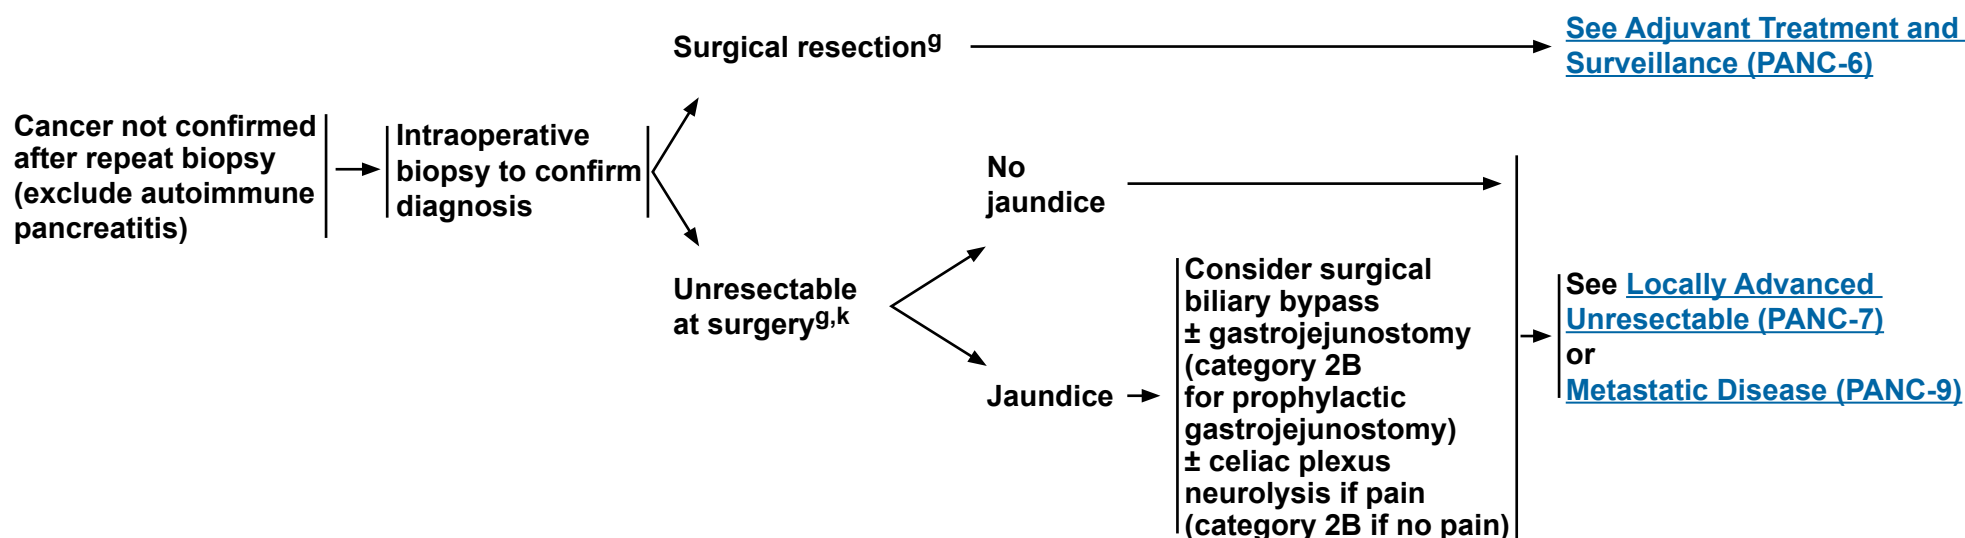 Cancer not confirmed
after repeat biopsy
(exclude autoimmune
pancreatitis)
Intraoperative
biopsy to confirm
diagnosis
Surgical resectiong
See Adjuvant Treatment and
Surveillance (PANC-6)
Unresectable
at surgeryg,k
No
jaundice
Jaundice
Consider surgical
biliary bypass
± gastrojejunostomy
(category 2B
for prophylactic
gastrojejunostomy)
± celiac plexus
neurolysis if pain
(category 2B if no pain)
See Locally Advanced
Unresectable (PANC-7)
or
Metastatic Disease (PANC-9)